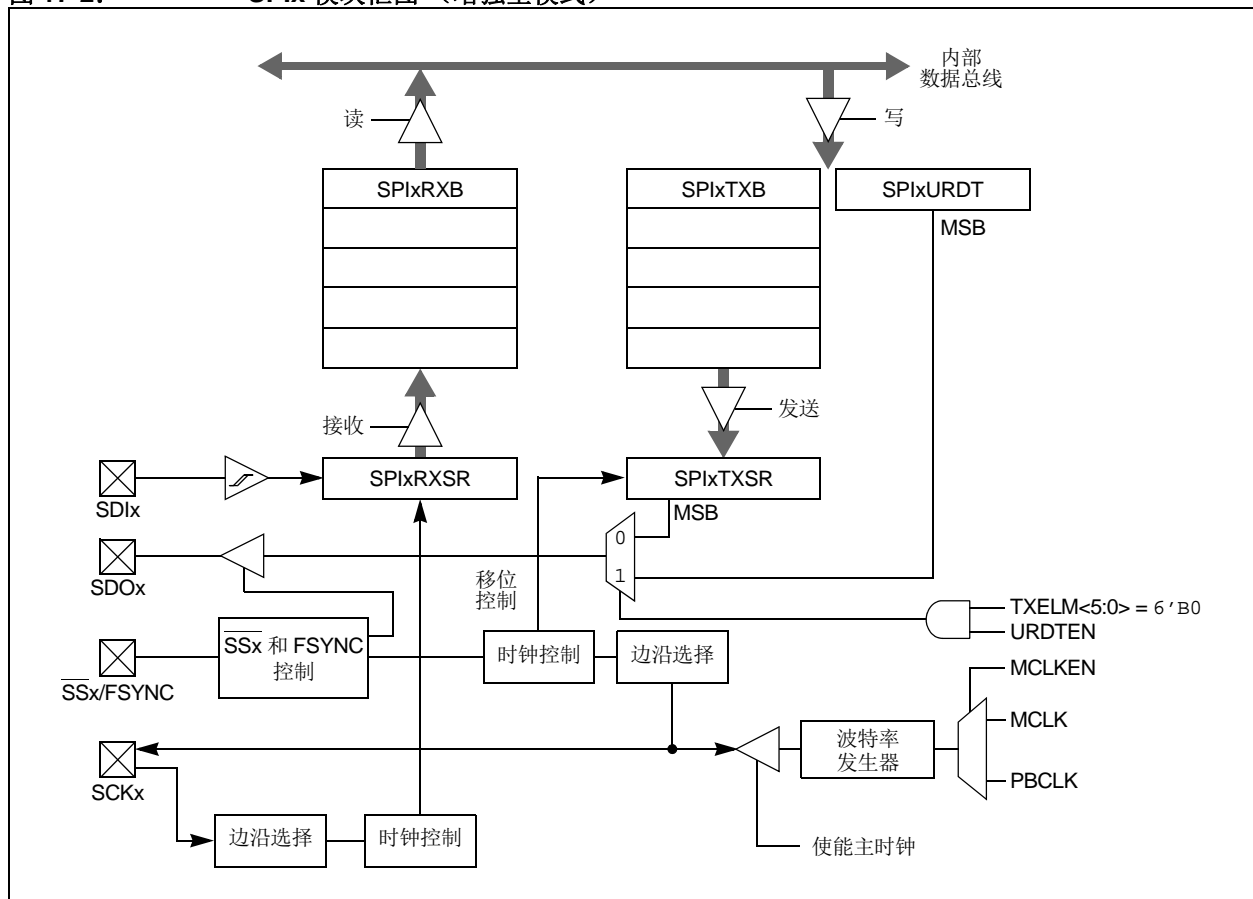 内部
数据总线
读
写
SPIxRXB
SPIxTXB
SPIxURDT
MSB
接收
发送
SPIxRXSR
SPIxTXSR
MSB
SDIx
SDOx
0
1
移位
控制
TXELM<5:0> = 6'B0
URDTEN
SSx 和 FSYNC
控制
时钟控制
边沿选择
SSx/FSYNC
MCLKEN
MCLK
波特率
发生器
PBCLK
SCKx
边沿选择
时钟控制
使能主时钟